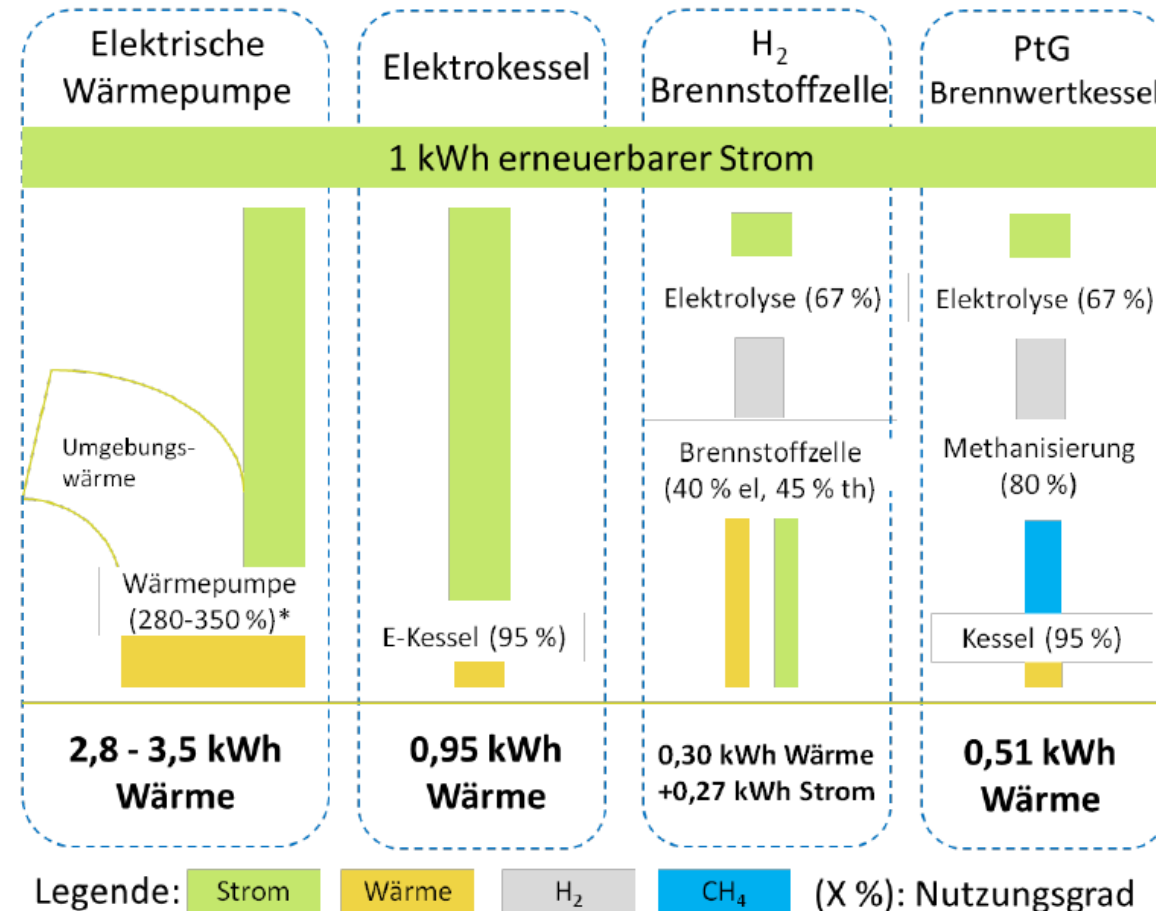 Elektrische
Wärmepumpe
Elektrokessel
H₂
Brennstoffzelle
PtG
Brennwertkessel
1 kWh erneuerbarer Strom
Umgebungs-
wärme
Wärmepumpe
(280-350 %)*
2,8 - 3,5 kWh
Wärme
E-Kessel (95 %)
0,95 kWh
Wärme
Elektrolyse (67 %)
Brennstoffzelle
(40 % el, 45 % th)
0,30 kWh Wärme
+0,27 kWh Strom
Elektrolyse (67 %)
Methanisierung
(80 %)
Kessel (95 %)
0,51 kWh
Wärme
Legende: Strom Wärme H₂ CH₄ (X %): Nutzungsgrad